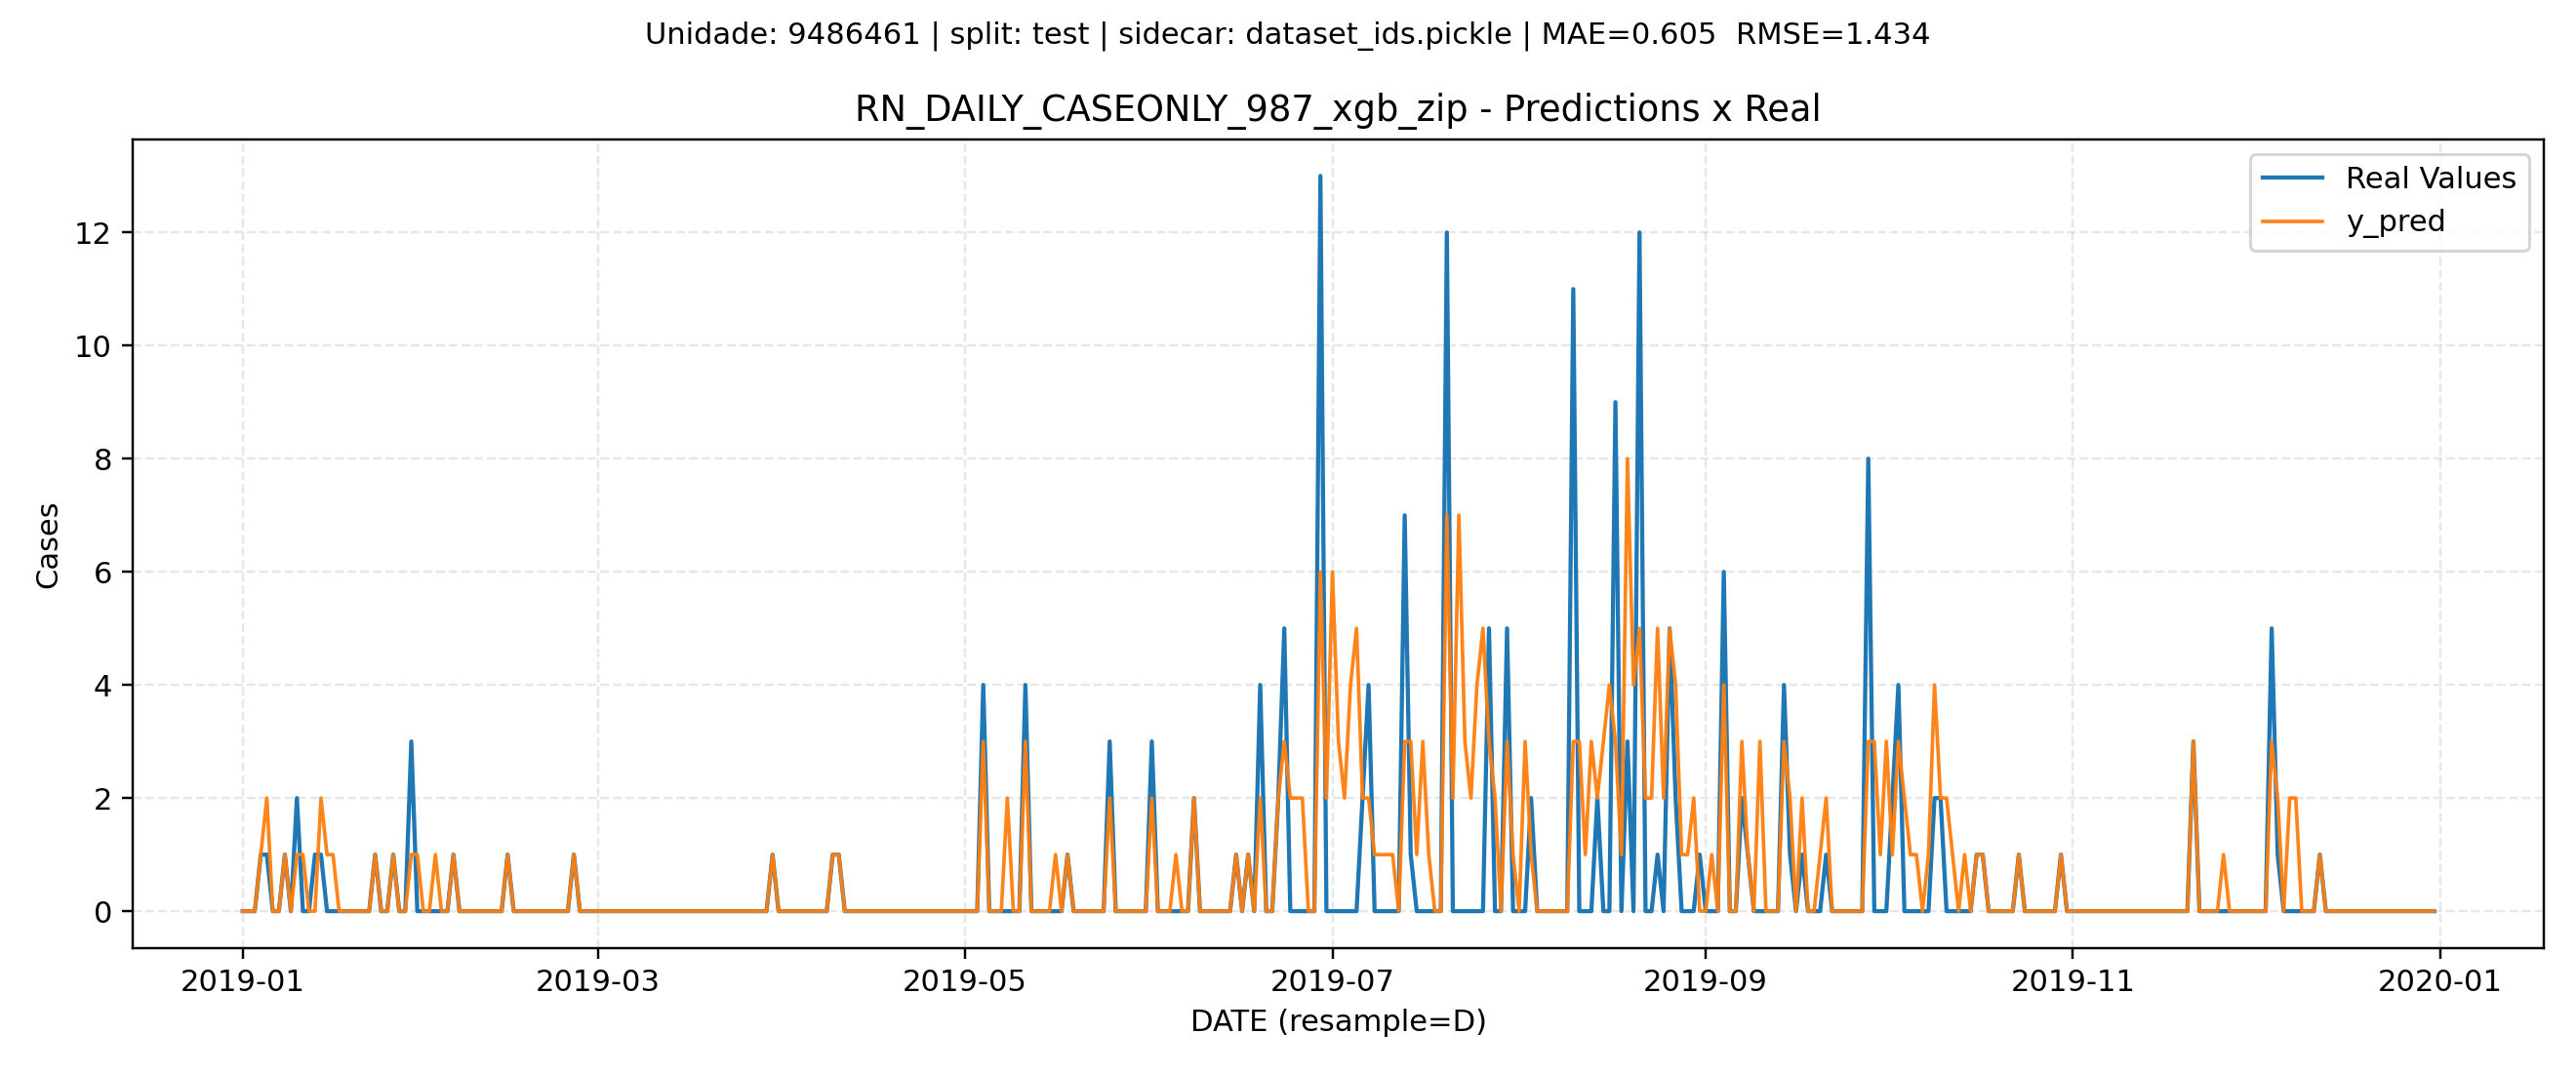 Unidade: 9486461 | split: test | sidecar: dataset_ids.pickle | MAE=0.605  RMSE=1.434
RN_DAILY_CASEONLY_987_xgb_zip - Predictions x Real
Real Values
y_pred
Cases
12
10
8
6
4
2
0
2019-01
2019-03
2019-05
2019-07
2019-09
2019-11
2020-01
DATE (resample=D)